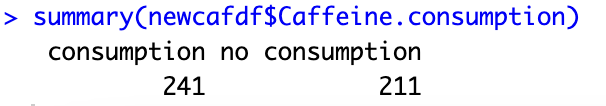 > summary(newcafdf$Caffeine.consumption)
consumption no consumption
241 211